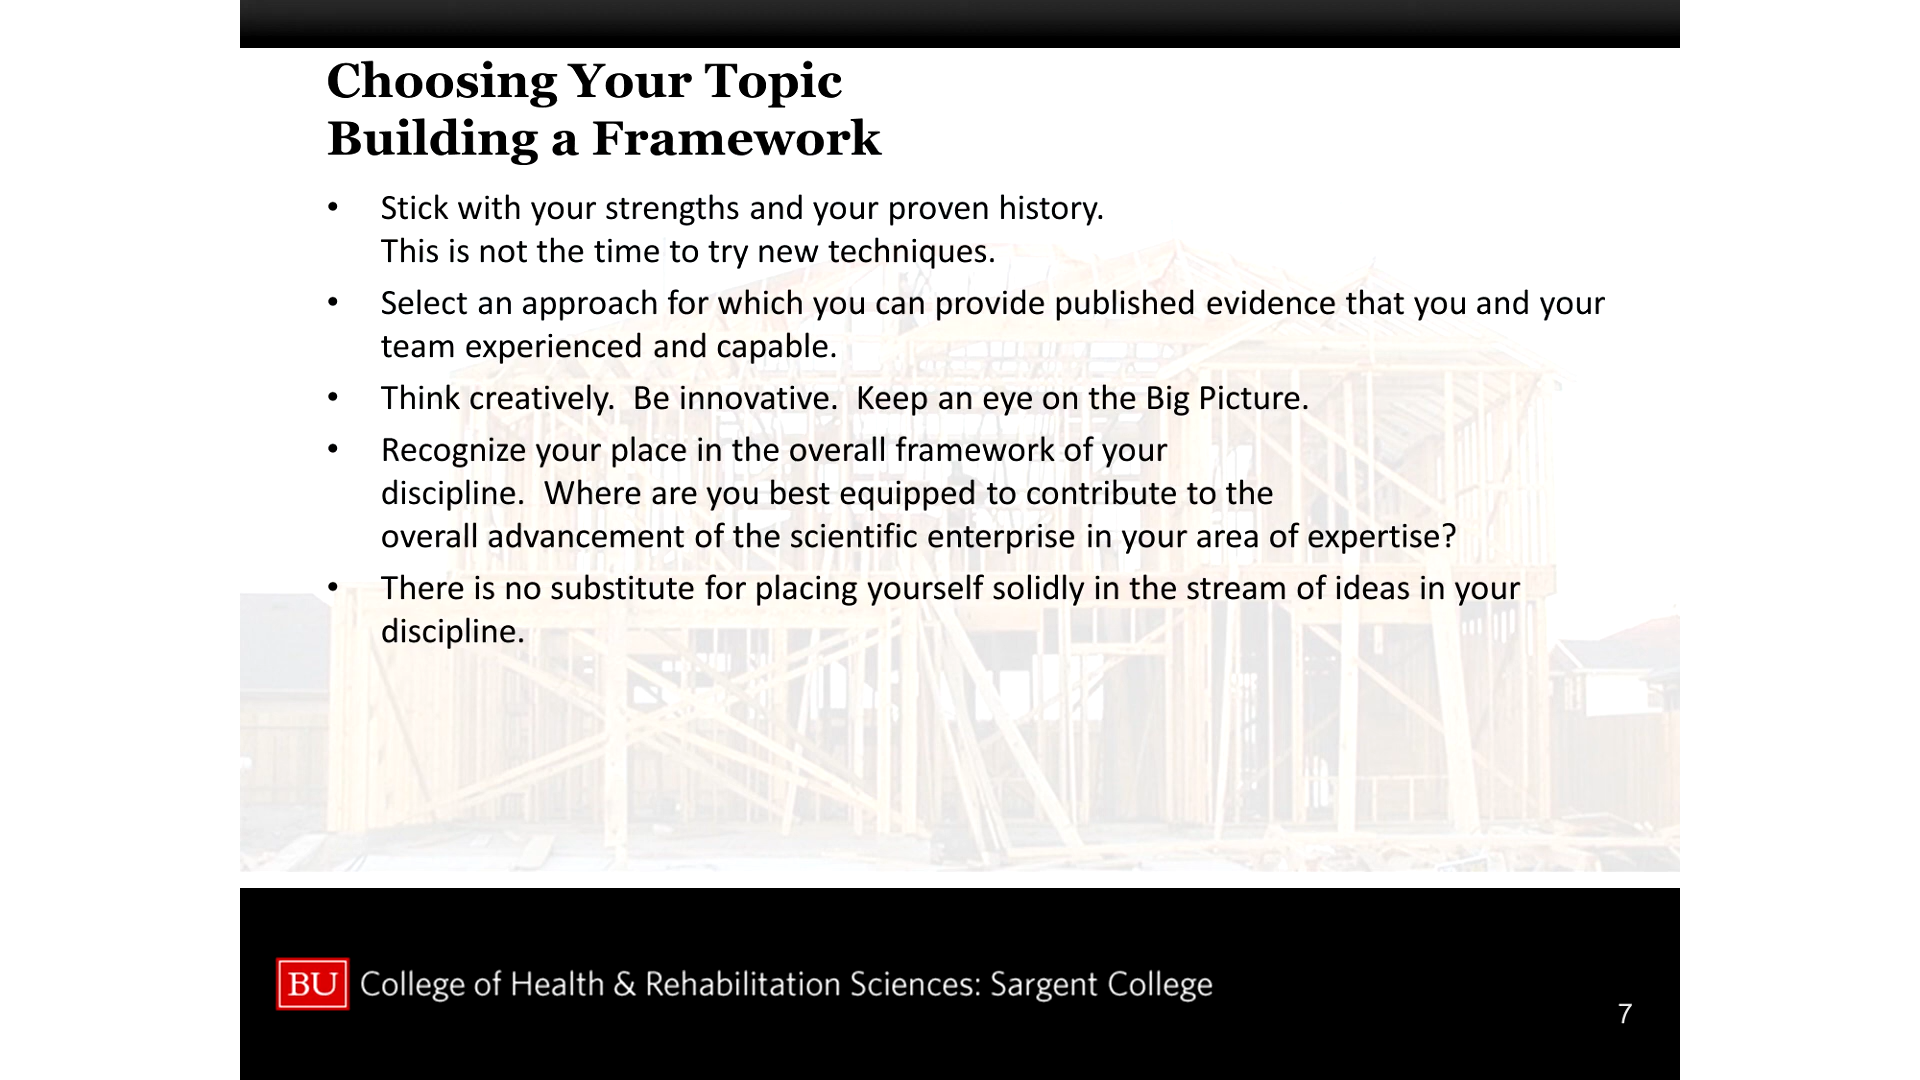 Choosing Your Topic
Building a Framework
• Stick with your strengths and your proven history.
This is not the time to try new techniques.
• Select an approach for which you can provide published evidence that you and your
team experienced and capable.
• Think creatively.  Be innovative.  Keep an eye on the Big Picture.
• Recognize your place in the overall framework of your
discipline.  Where are you best equipped to contribute to the
overall advancement of the scientific enterprise in your area of expertise?
• There is no substitute for placing yourself solidly in the stream of ideas in your
discipline.
BU College of Health & Rehabilitation Sciences: Sargent College
7